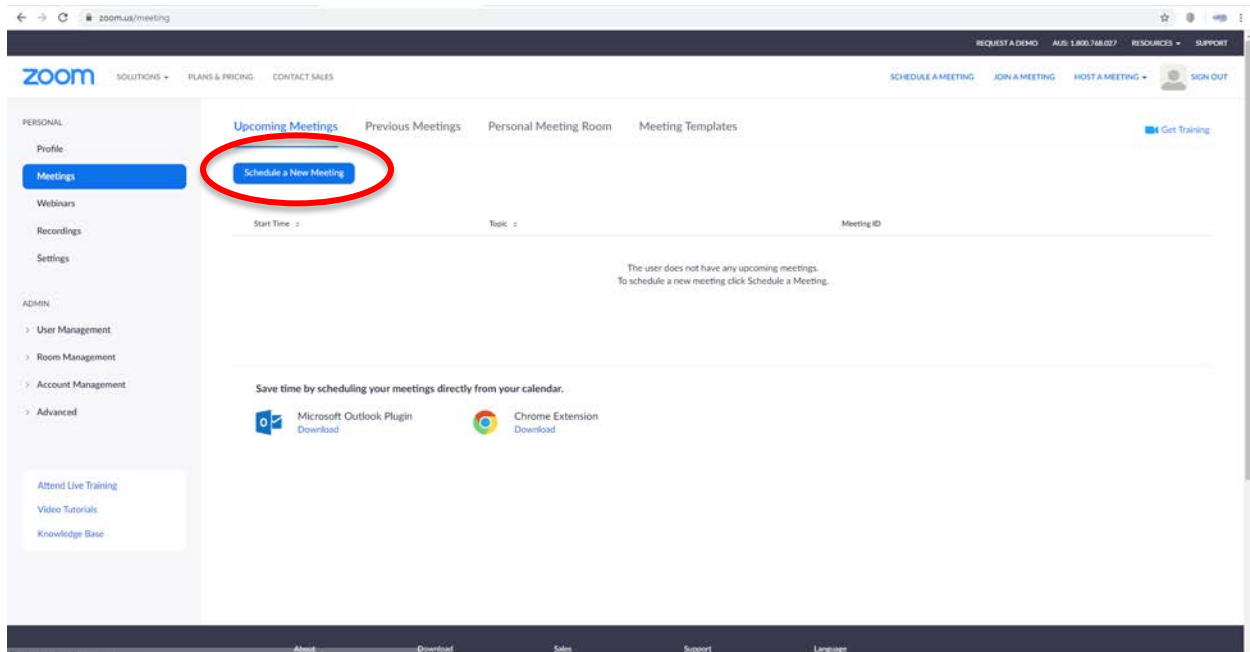 zoom.us/meeting
REQUEST A DEMO AUS: 1.800.768.027 RESOURCES SUPPORT
zoom SOLUTIONS PLANS & PRICING CONTACT SALES SCHEDULE A MEETING JOIN A MEETING HOST A MEETING SIGN OUT
PERSONAL
Profile
Meetings
Webinars
Recordings
Settings
ADMIN
User Management
Room Management
Account Management
Advanced
Attend Live Training
Video Tutorials
Knowledge Base
Upcoming Meetings Previous Meetings Personal Meeting Room Meeting Templates
Get Training
Schedule a New Meeting
Start Time Topic Meeting ID
The user does not have any upcoming meetings.
To schedule a new meeting click Schedule a Meeting.
Save time by scheduling your meetings directly from your calendar.
Microsoft Outlook Plugin
Download
Chrome Extension
Download
About Download Sales Support Language